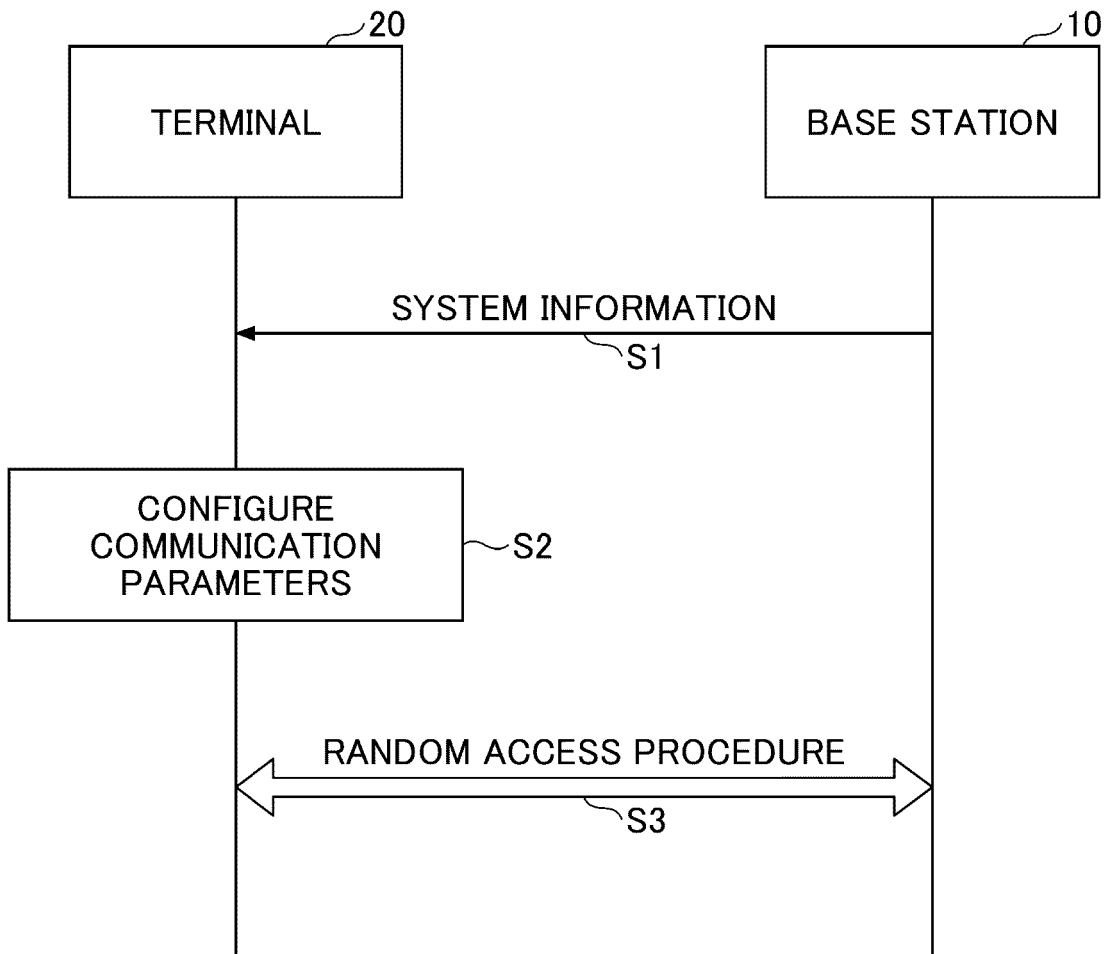 20
10
TERMINAL
BASE STATION
SYSTEM INFORMATION
S1
CONFIGURE
COMMUNICATION
PARAMETERS
S2
RANDOM ACCESS PROCEDURE
S3